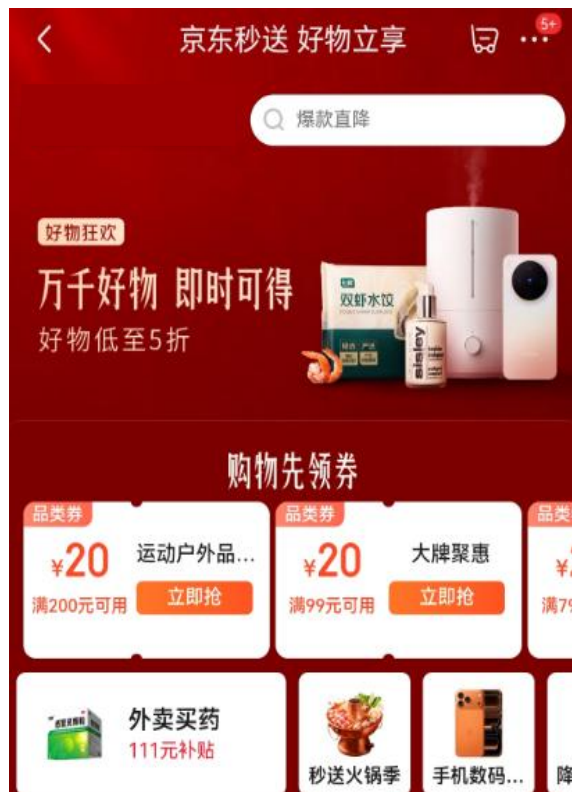 京东秒送 好物立享
5+
爆款直降
好物狂欢
万千好物 即时可得
好物低至5折
双虾水饺
sisley
购物先领券
品类券
¥20
运动户外品...
满200元可用
立即抢
品类券
¥20
大牌聚惠
满99元可用
立即抢
品类
¥
满79
外卖买药
111元补贴
秒送火锅季
手机数码...
降